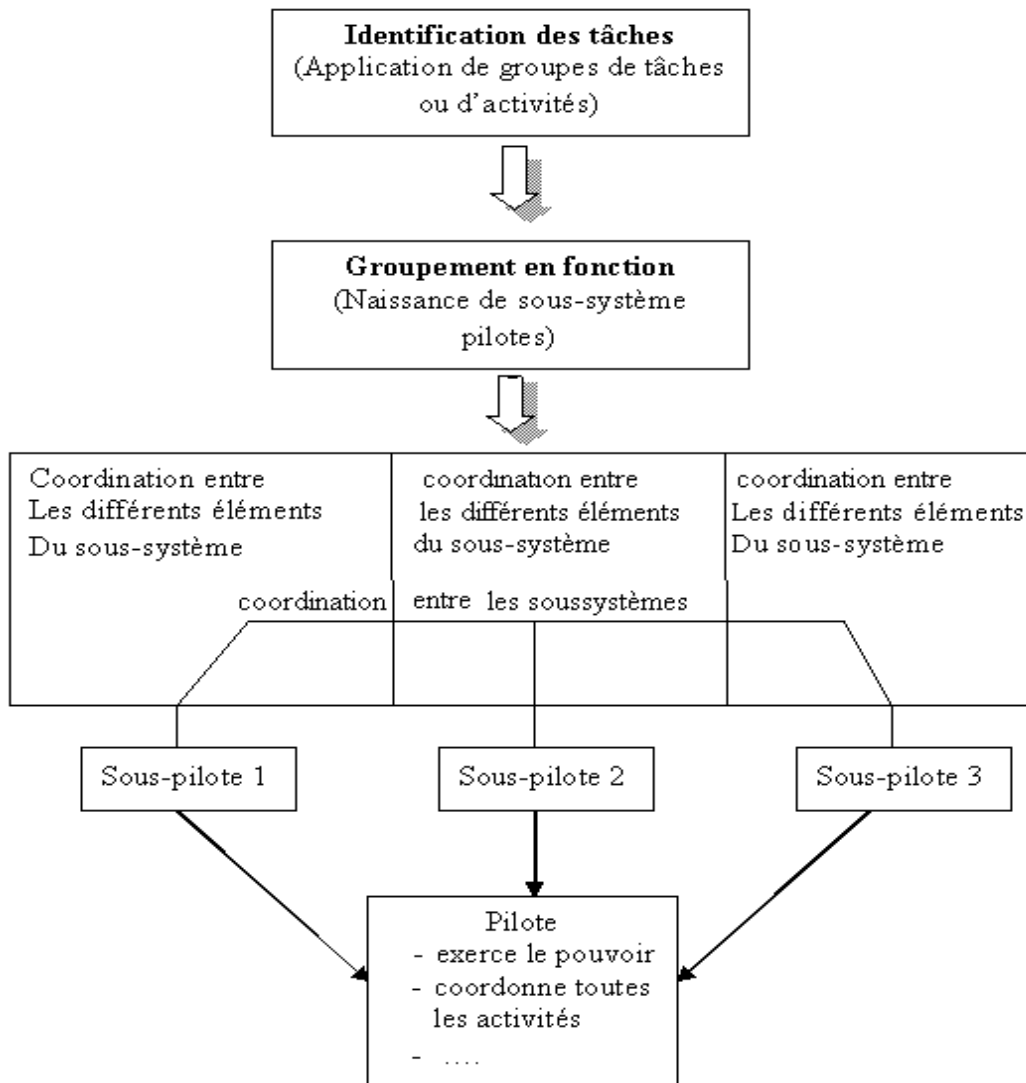 Identification des tâches
(Application de groupes de tâches
ou d'activités)
Groupement en fonction
(Naissance de sous-système
pilotes)
Coordination entre
Les différents éléments
Du sous-système
coordination entre
les différents éléments
du sous-système
coordination entre
Les différents éléments
Du sous-système
coordination entre les soussystèmes
Sous-pilote 1
Sous-pilote 2
Sous-pilote 3
Pilote
- exerce le pouvoir
- coordonne toutes
les activités
- ....